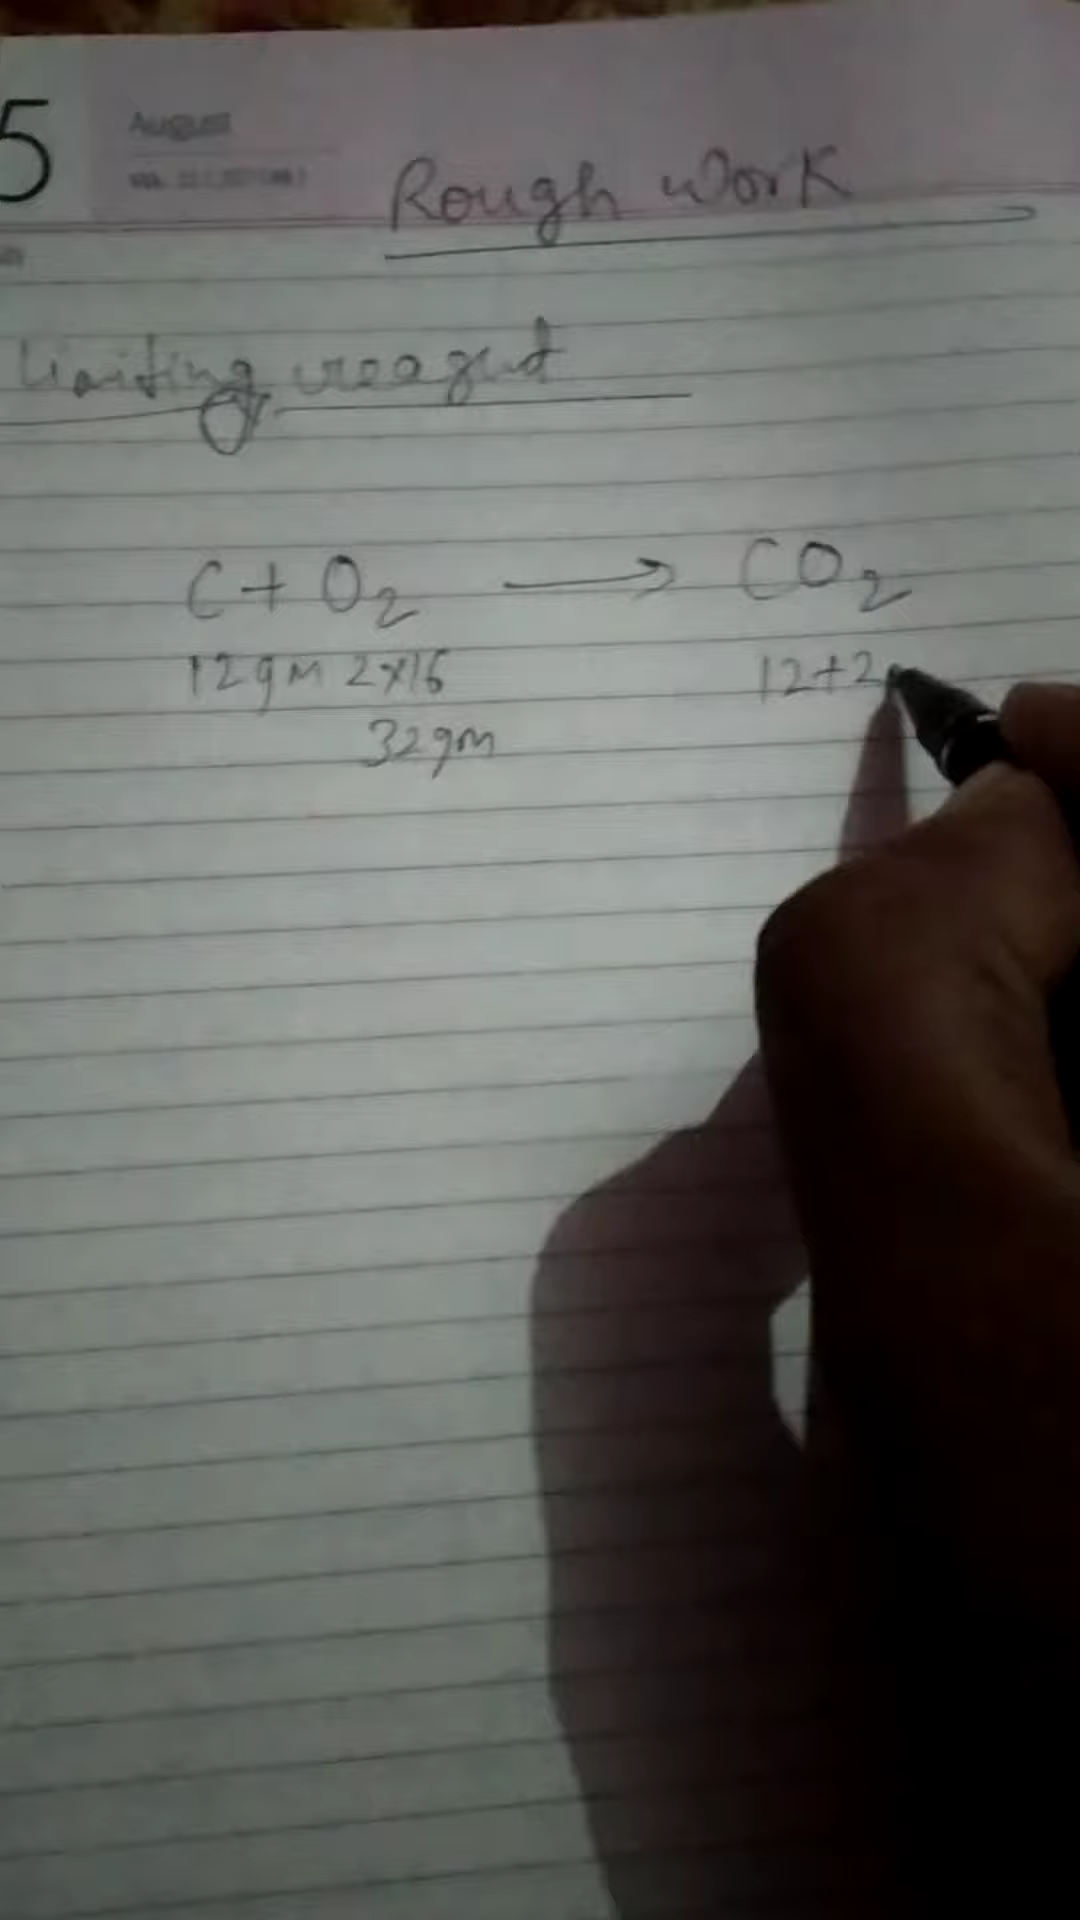 5
August
Rough work
Limiting reagent
C + O2 → CO2
12gm 2×16 12+2
32gm